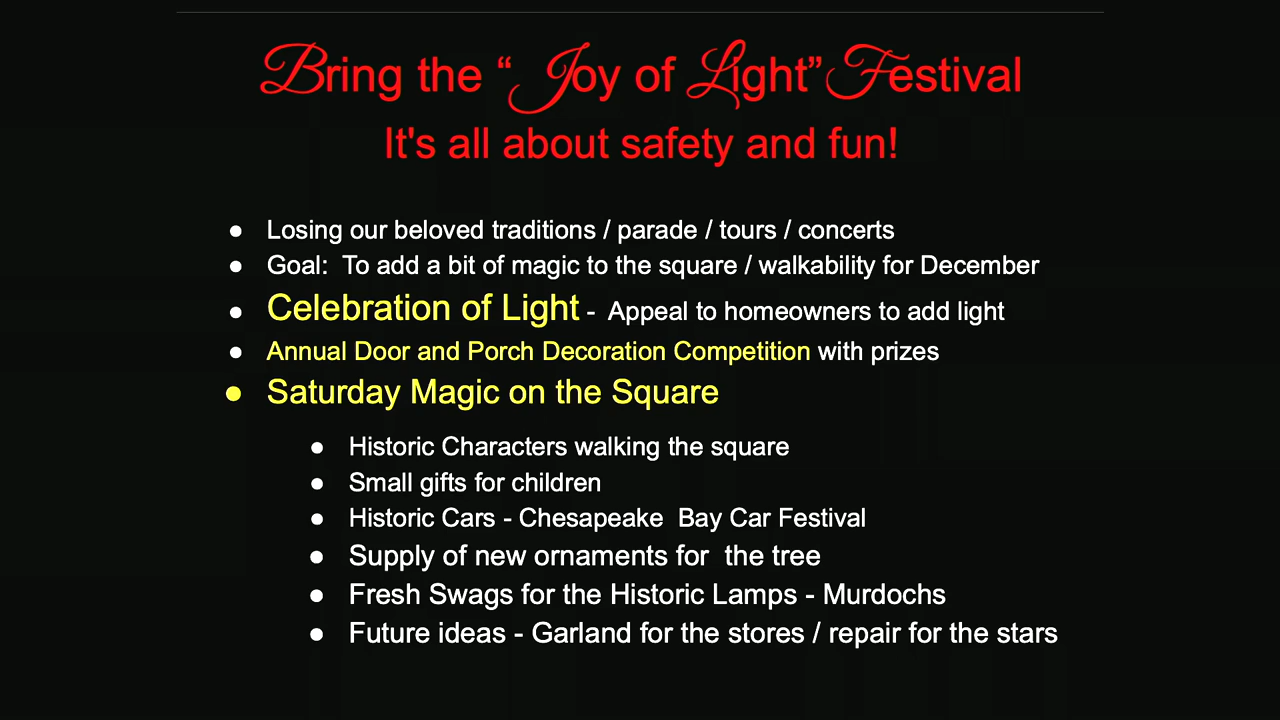 Bring the “Joy of Light” Festival
It's all about safety and fun!
● Losing our beloved traditions / parade / tours / concerts
● Goal:  To add a bit of magic to the square / walkability for December
● Celebration of Light -  Appeal to homeowners to add light
● Annual Door and Porch Decoration Competition with prizes
● Saturday Magic on the Square
● Historic Characters walking the square
● Small gifts for children
● Historic Cars - Chesapeake  Bay Car Festival
● Supply of new ornaments for  the tree
● Fresh Swags for the Historic Lamps - Murdochs
● Future ideas - Garland for the stores / repair for the stars